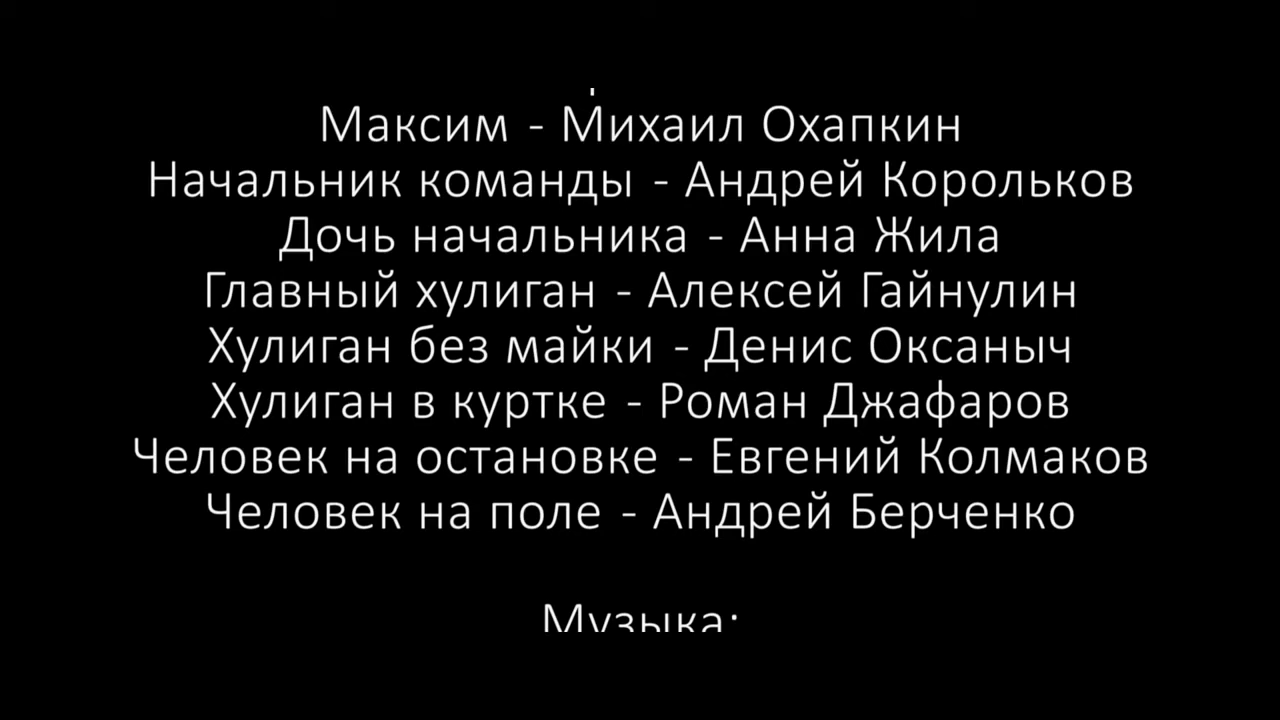 Максим - Михаил Охапкин
Начальник команды - Андрей Корольков
Дочь начальника - Анна Жила
Главный хулиган - Алексей Гайнулин
Хулиган без майки - Денис Оксаныч
Хулиган в куртке - Роман Джафаров
Человек на остановке - Евгений Колмаков
Человек на поле - Андрей Берченко
Музыка: